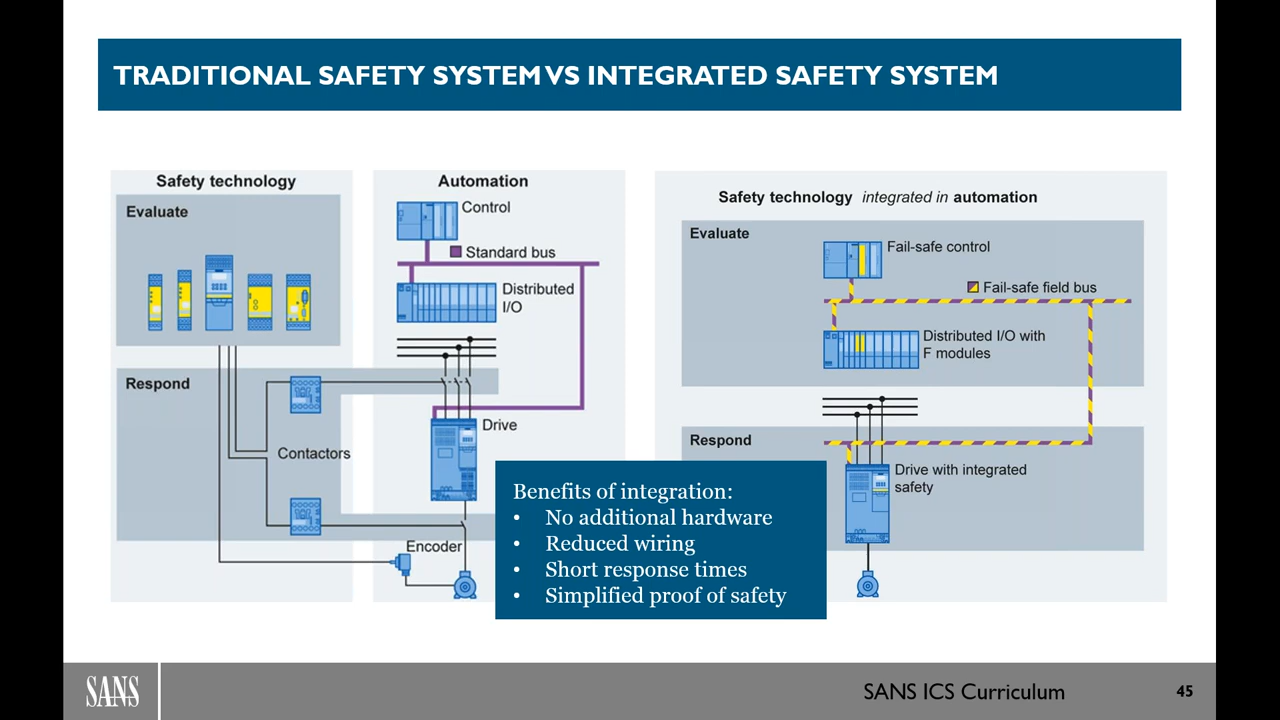 TRADITIONAL SAFETY SYSTEM VS INTEGRATED SAFETY SYSTEM
Safety technology
Evaluate
Respond
Contactors
Automation
Control
Standard bus
Distributed
I/O
Drive
Encoder
Safety technology integrated in automation
Evaluate
Fail-safe control
Fail-safe field bus
Distributed I/O with
F modules
Respond
Drive with integrated
safety
Benefits of integration:
• No additional hardware
• Reduced wiring
• Short response times
• Simplified proof of safety
SANS
SANS ICS Curriculum
45